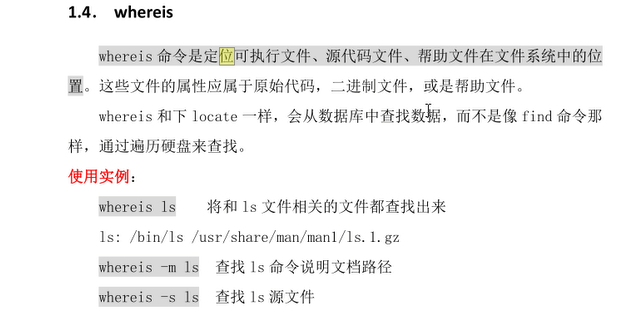 1.4. whereis
whereis 命令是定位可执行文件、源代码文件、帮助文件在文件系统中的位
置。这些文件的属性应属于原始代码，二进制文件，或是帮助文件。
whereis 和下 locate 一样，会从数据库中查找数据，而不是像 find 命令那
样，通过遍历硬盘来查找。
使用实例：
whereis ls 将和 ls 文件相关的文件都查找出来
ls: /bin/ls /usr/share/man/man1/ls.1.gz
whereis -m ls 查找 ls 命令说明文档路径
whereis -s ls 查找 ls 源文件